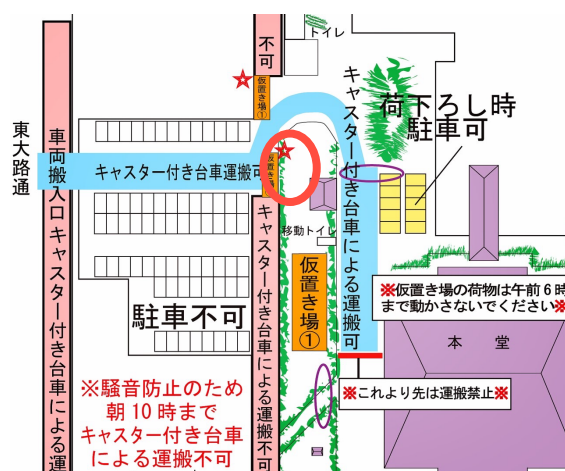 トイレ
不可
仮置き場①
キャスター付き台車による運搬可
荷下ろし時
駐車可
東大路通
車両搬入口
キャスター付き台車運搬可
仮置き場
キャスター付き台車による運
キャスター付き台車による運搬不可
移動トイレ
仮置き場①
駐車不可
※仮置き場の荷物は午前6時
まで動かさないでください※
本堂
※これより先は運搬禁止※
※騒音防止のため
朝10時まで
キャスター付き台車
による運搬不可